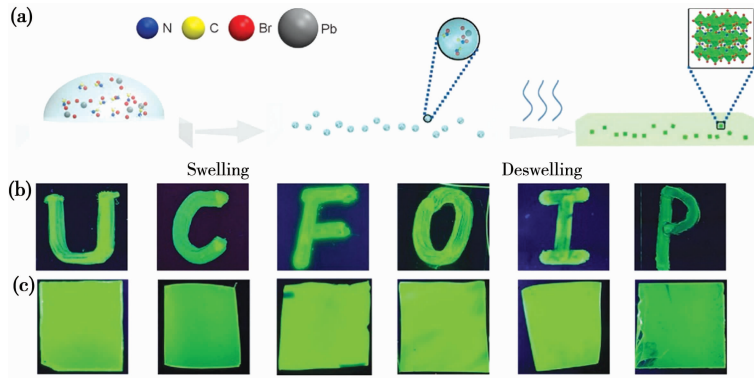 (a)
N C Br Pb
Swelling Deswelling
(b)
U C F O I P
(c)